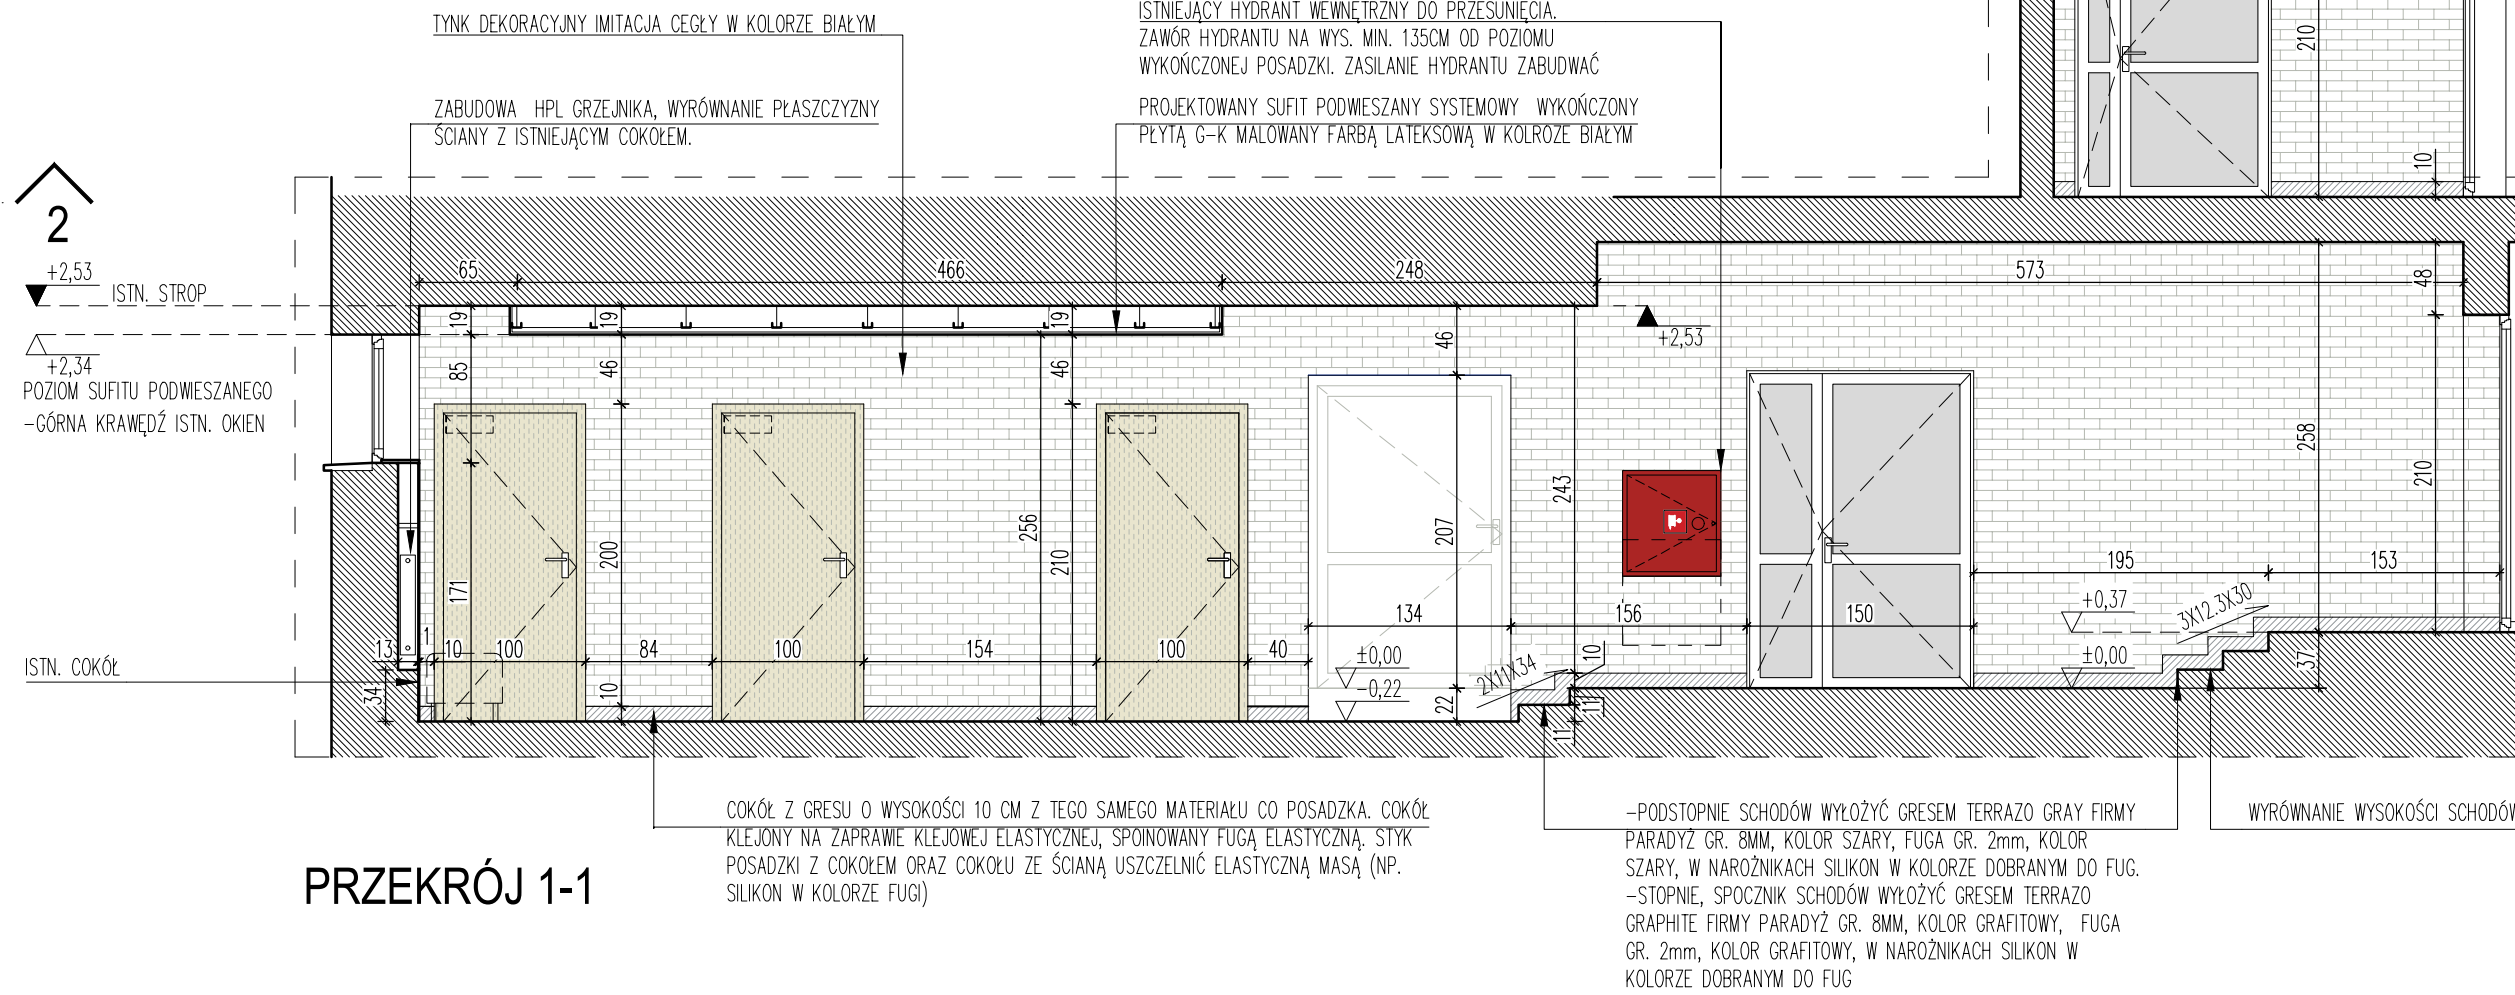 TYNK DEKORACYJNY IMITACJA CEGŁY W KOLORZE BIAŁYM
ISTNIEJĄCY HYDRANT WEWNĘTRZNY DO PRZESUNIĘCIA.
ZAWÓR HYDRANTU NA WYS. MIN. 135CM OD POZIOMU
WYKOŃCZONEJ POSADZKI. ZASILANIE HYDRANTU ZABUDWAĆ
ZABUDOWA HPL GRZEJNIKA, WYRÓWNANIE PŁASZCZYZNY
ŚCIANY Z ISTNIEJĄCYM COKOŁEM.
PROJEKTOWANY SUFIT PODWIESZANY SYSTEMOWY WYKOŃCZONY
PŁYTĄ G-K MALOWANY FARBĄ LATEKSOWĄ W KOLROZE BIAŁYM
210
10
2
+2,53
ISTN. STROP
+2,34
POZIOM SUFITU PODWIESZANEGO
-GÓRNA KRAWĘDŹ ISTN. OKIEN
65
466
248
573
48
19
19
19
85
46
46
46
+2,53
171
200
256
210
207
243
258
210
195
153
134
156
150
+0,37
±0,00
3X12.3X30
37
13
1
10
100
84
100
154
100
40
±0,00
-0,22
2X11X34
10
11
11
22
10
34
ISTN. COKÓŁ
COKÓŁ Z GRESU O WYSOKOŚCI 10 CM Z TEGO SAMEGO MATERIAŁU CO POSADZKA. COKÓŁ
KLEJONY NA ZAPRAWIE KLEJOWEJ ELASTYCZNEJ, SPOINOWANY FUGĄ ELASTYCZNĄ. STYK
POSADZKI Z COKOŁEM ORAZ COKOŁU ZE ŚCIANĄ USZCZELNIĆ ELASTYCZNĄ MASĄ (NP.
SILIKON W KOLORZE FUGI)
-PODSTOPNIE SCHODÓW WYŁOŻYĆ GRESEM TERRAZO GRAY FIRMY
PARADYŻ GR. 8MM, KOLOR SZARY, FUGA GR. 2mm, KOLOR
SZARY, W NAROŻNIKACH SILIKON W KOLORZE DOBRANYM DO FUG.
-STOPNIE, SPOCZNIK SCHODÓW WYŁOŻYĆ GRESEM TERRAZO
GRAPHITE FIRMY PARADYŻ GR. 8MM, KOLOR GRAFITOWY, FUGA
GR. 2mm, KOLOR GRAFITOWY, W NAROŻNIKACH SILIKON W
KOLORZE DOBRANYM DO FUG
WYRÓWNANIE WYSOKOŚCI SCHODÓW
PRZEKRÓJ 1-1